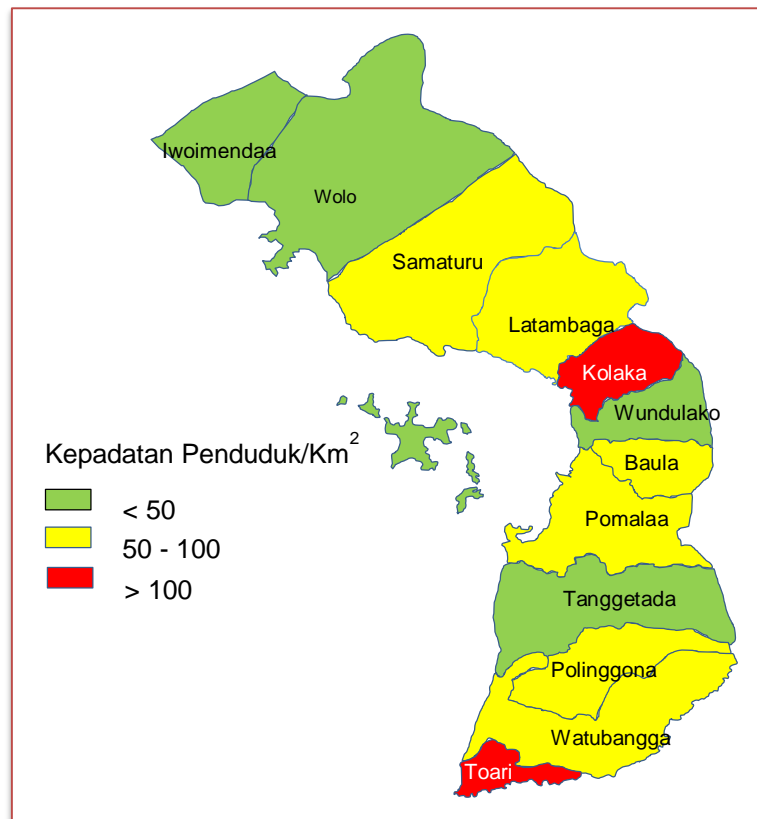 Iwoimendaa
Wolo
Samaturu
Latambaga
Kolaka
Wundulako
Baula
Pomalaa
Tanggetada
Polinggona
Watubangga
Toari
Kepadatan Penduduk/Km²
< 50
50 - 100
> 100